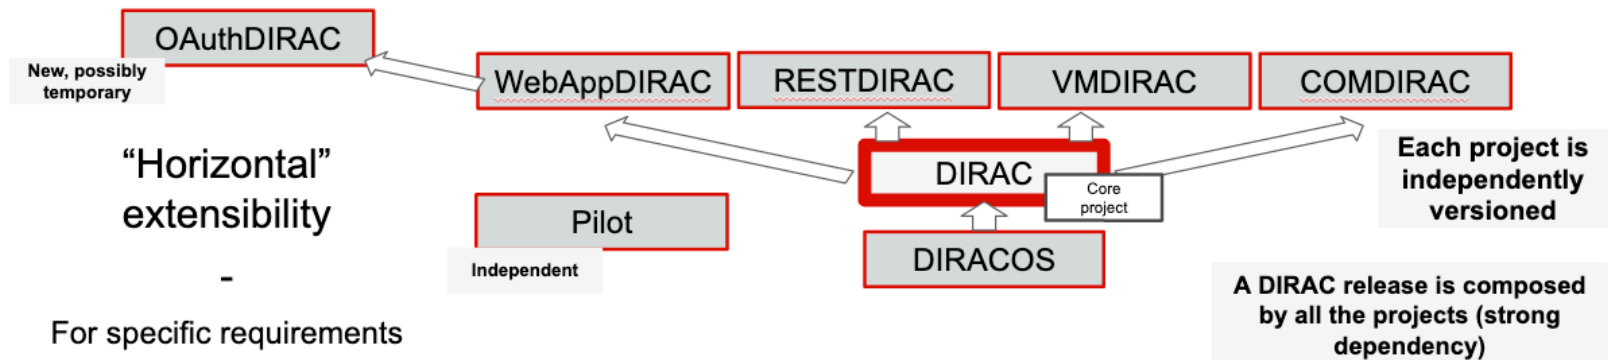 OAuthDIRAC
New, possibly
temporary
WebAppDIRAC
RESTDIRAC
VMDIRAC
COMDIRAC
“Horizontal”
extensibility
-
For specific requirements
DIRAC
Core
project
Pilot
Independent
DIRACOS
Each project is
independently
versioned
A DIRAC release is composed
by all the projects (strong
dependency)